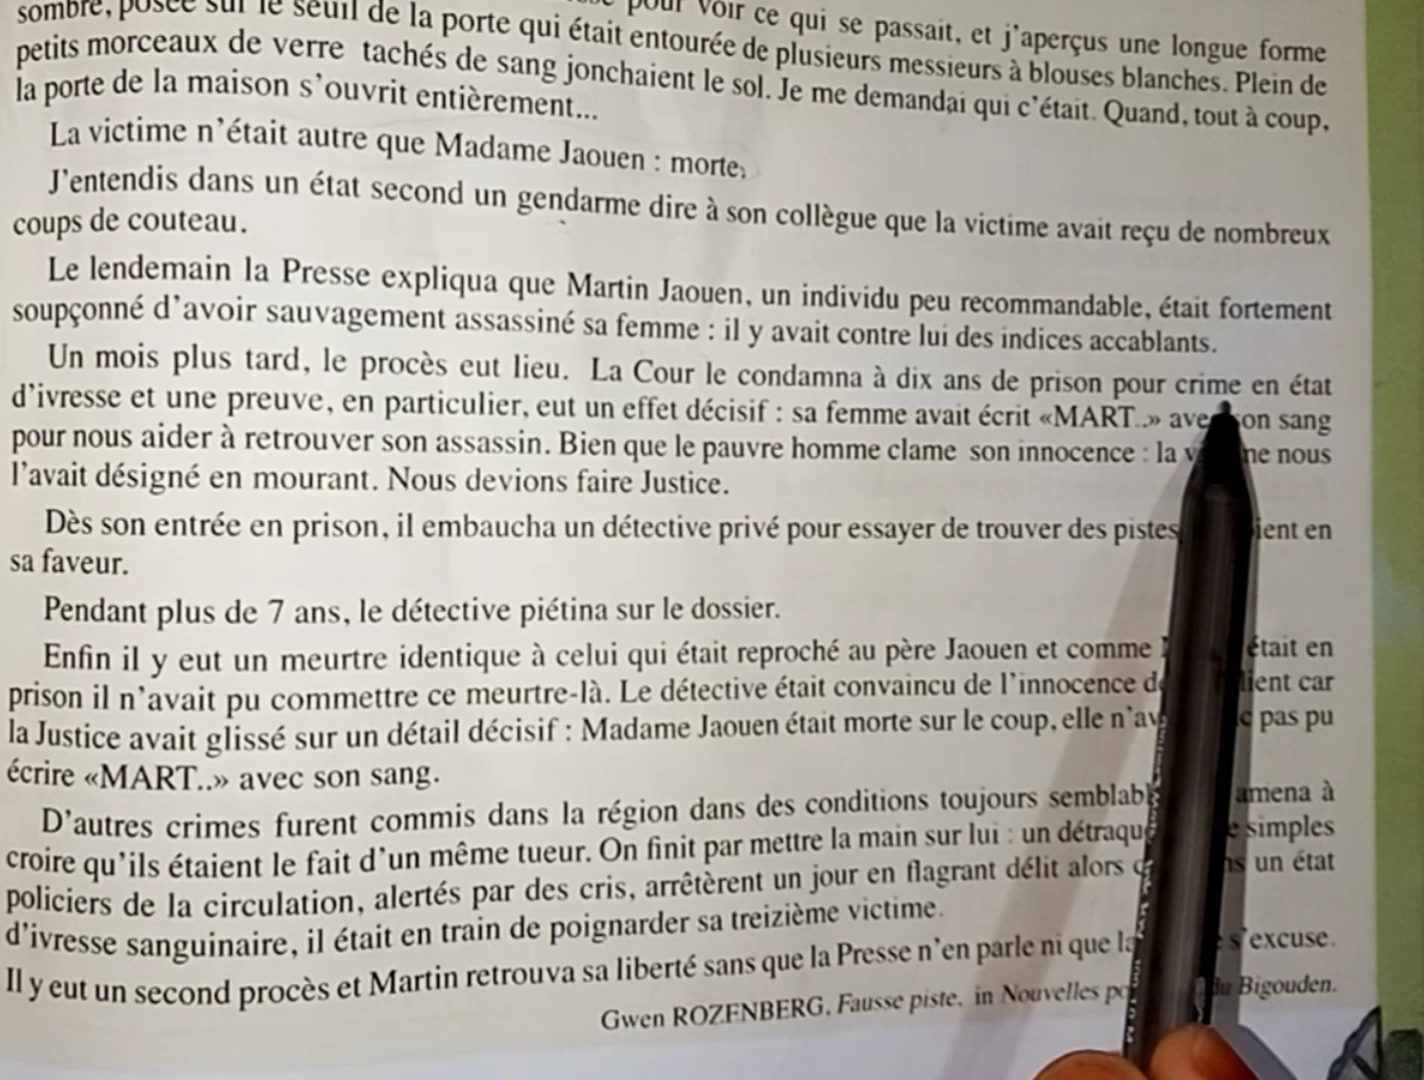 pour voir ce qui se passait, et j'aperçus une longue forme
sombre, posée sur le seuil de la porte qui était entourée de plusieurs messieurs à blouses blanches. Plein de
petits morceaux de verre tachés de sang jonchaient le sol. Je me demandai qui c'était. Quand, tout à coup,
la porte de la maison s'ouvrit entièrement...
La victime n'était autre que Madame Jaouen : morte.
J'entendis dans un état second un gendarme dire à son collègue que la victime avait reçu de nombreux
coups de couteau.
Le lendemain la Presse expliqua que Martin Jaouen, un individu peu recommandable, était fortement
soupçonné d'avoir sauvagement assassiné sa femme : il y avait contre lui des indices accablants.
Un mois plus tard, le procès eut lieu. La Cour le condamna à dix ans de prison pour crime en état
d'ivresse et une preuve, en particulier, eut un effet décisif : sa femme avait écrit «MART..» on sang
pour nous aider à retrouver son assassin. Bien que le pauvre homme clame son innocence : la nous
l'avait désigné en mourant. Nous devions faire Justice.
Dès son entrée en prison, il embaucha un détective privé pour essayer de trouver des pistes en
sa faveur.
Pendant plus de 7 ans, le détective piétina sur le dossier.
Enfin il y eut un meurtre identique à celui qui était reproché au père Jaouen et comme était en
prison il n'avait pu commettre ce meurtre-là. Le détective était convaincu de l'innocence car
la Justice avait glissé sur un détail décisif : Madame Jaouen était morte sur le coup, elle pas pu
écrire «MART..» avec son sang.
D'autres crimes furent commis dans la région dans des conditions toujours amena à
croire qu'ils étaient le fait d'un même tueur. On finit par mettre la main sur lui : un simples
policiers de la circulation, alertés par des cris, arrêtèrent un jour en flagrant délit alors un état
d'ivresse sanguinaire, il était en train de poignarder sa treizième victime.
Il y eut un second procès et Martin retrouva sa liberté sans que la Presse n'en parle ni que s'excuse.
Gwen ROZENBERG, Fausse piste, in Nouvelles du Bigouden.